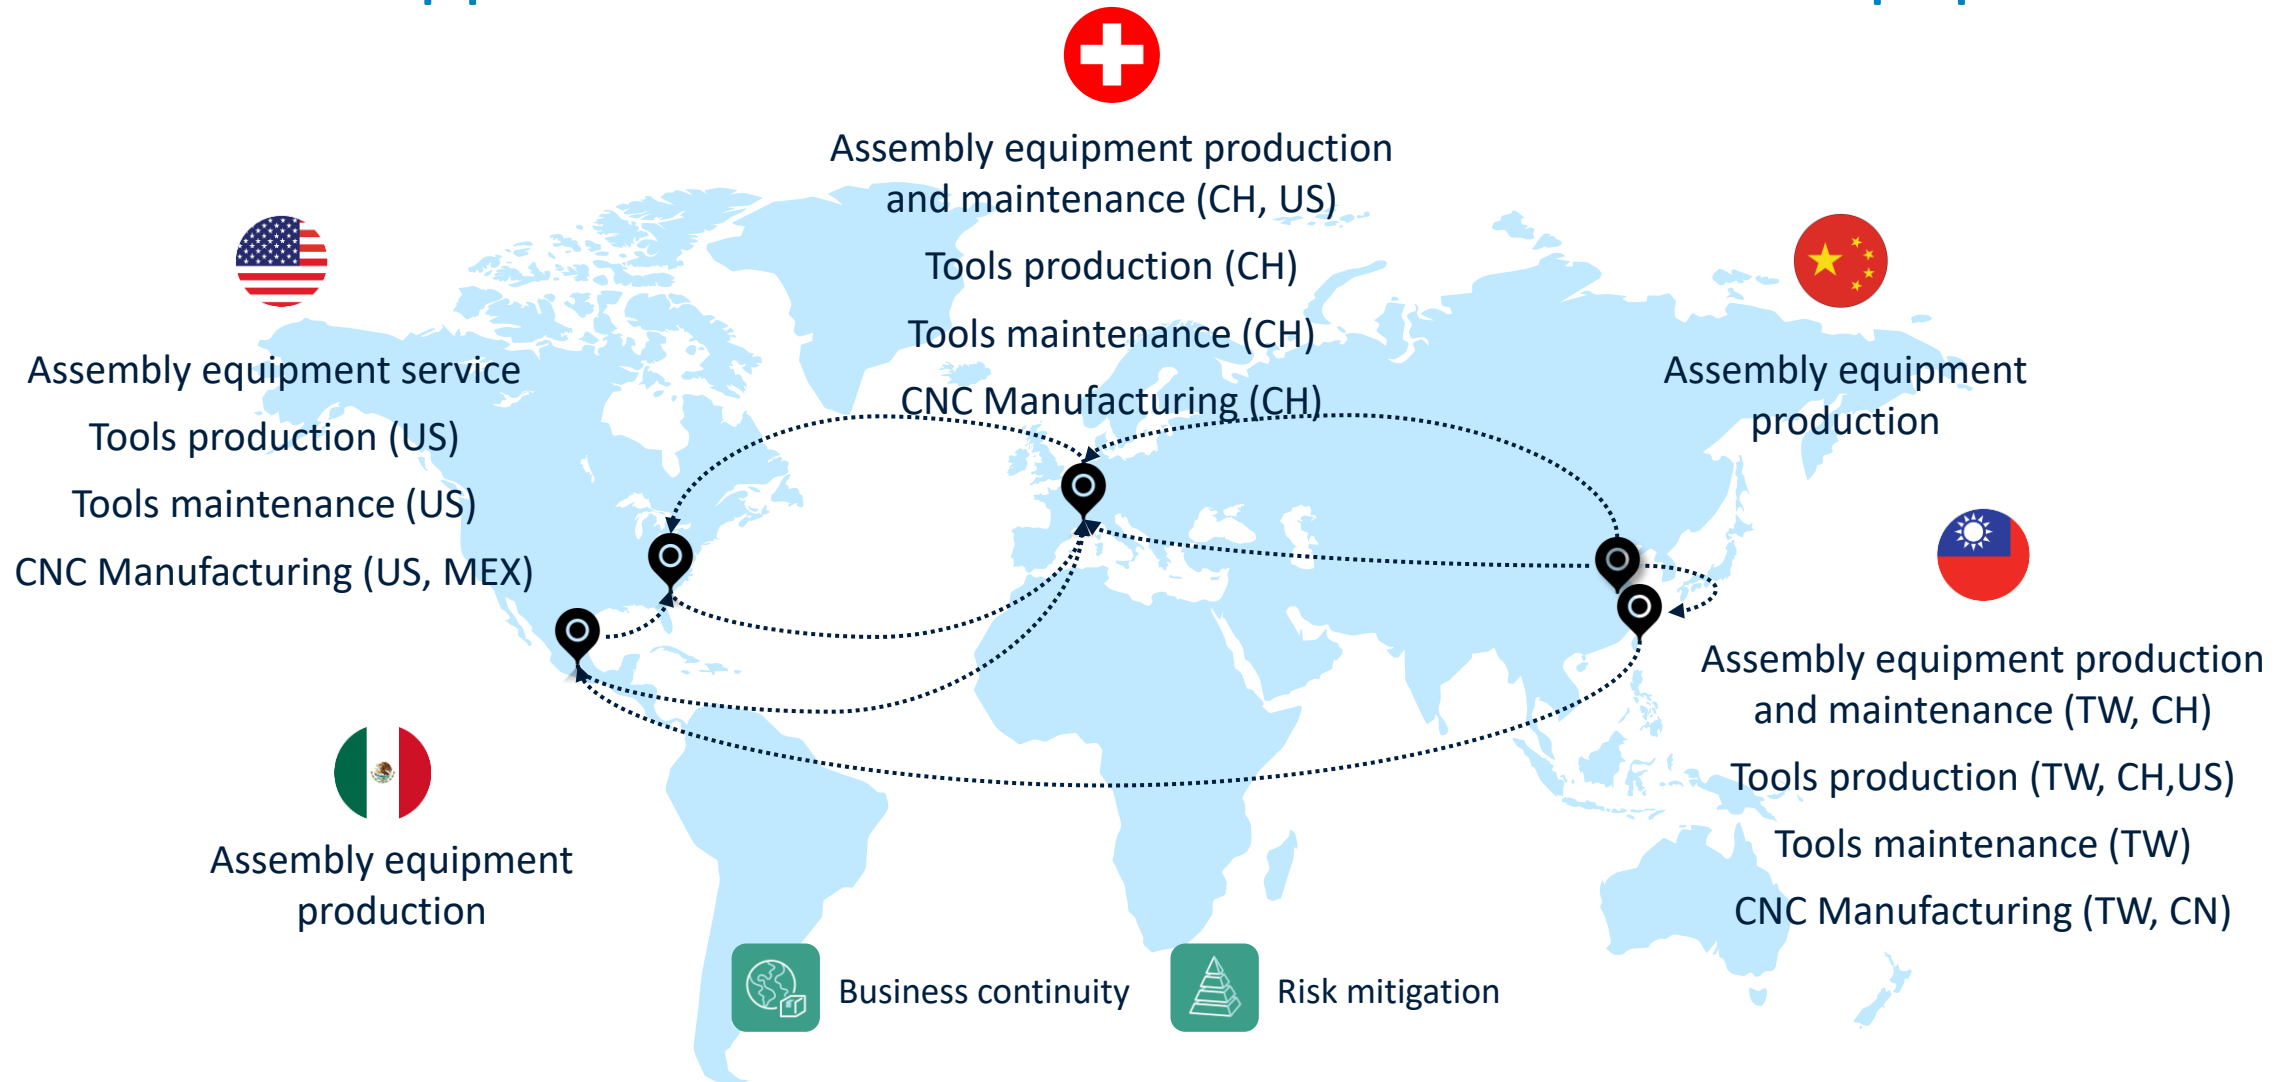 Assembly equipment production
and maintenance (CH, US)
Tools production (CH)
Tools maintenance (CH)
CNC Manufacturing (CH)
Assembly equipment service
Tools production (US)
Tools maintenance (US)
CNC Manufacturing (US, MEX)
Assembly equipment
production
Assembly equipment production
and maintenance (TW, CH)
Tools production (TW, CH,US)
Tools maintenance (TW)
CNC Manufacturing (TW, CN)
Assembly equipment
production
Business continuity
Risk mitigation